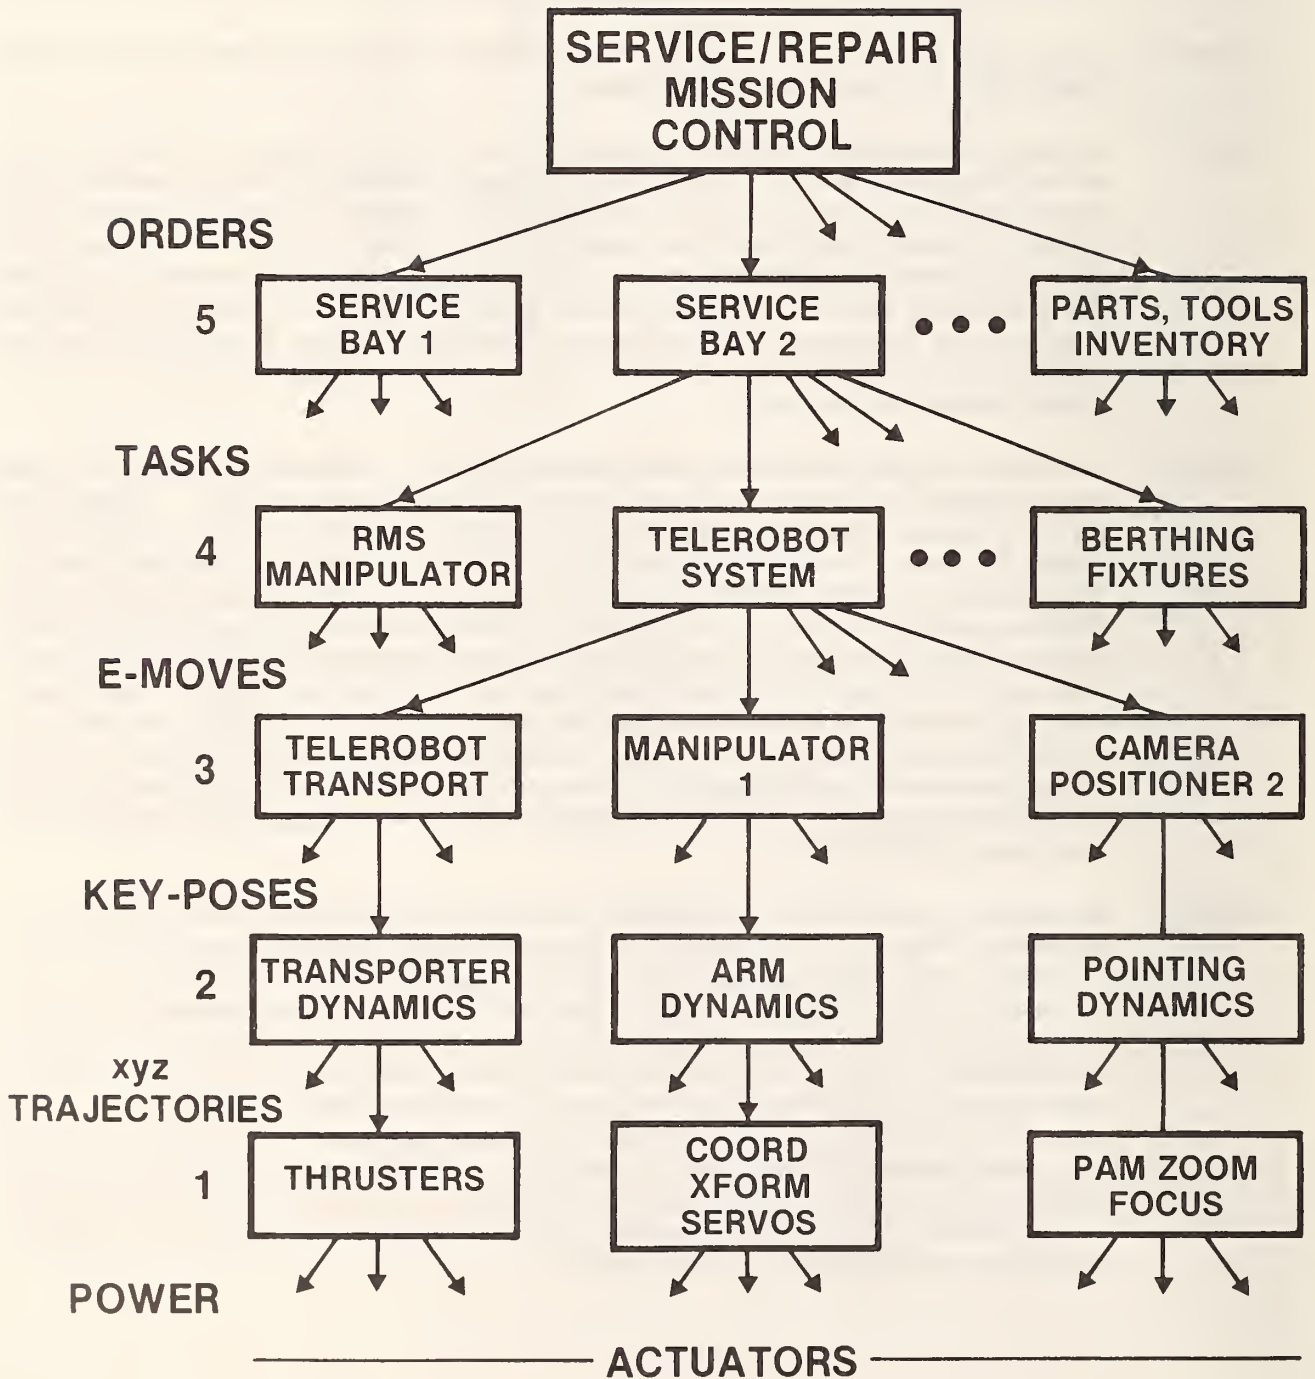 SERVICE/REPAIR
MISSION
CONTROL
ORDERS
5
SERVICE
BAY 1
SERVICE
BAY 2
PARTS, TOOLS
INVENTORY
TASKS
4
RMS
MANIPULATOR
TELEROBOT
SYSTEM
BERTHING
FIXTURES
E-MOVES
3
TELEROBOT
TRANSPORT
MANIPULATOR
1
CAMERA
POSITIONER 2
KEY-POSES
2
TRANSPORTER
DYNAMICS
ARM
DYNAMICS
POINTING
DYNAMICS
xyz
TRAJECTORIES
1
THRUSTERS
COORD
XFORM
SERVOS
PAM ZOOM
FOCUS
POWER
ACTUATORS